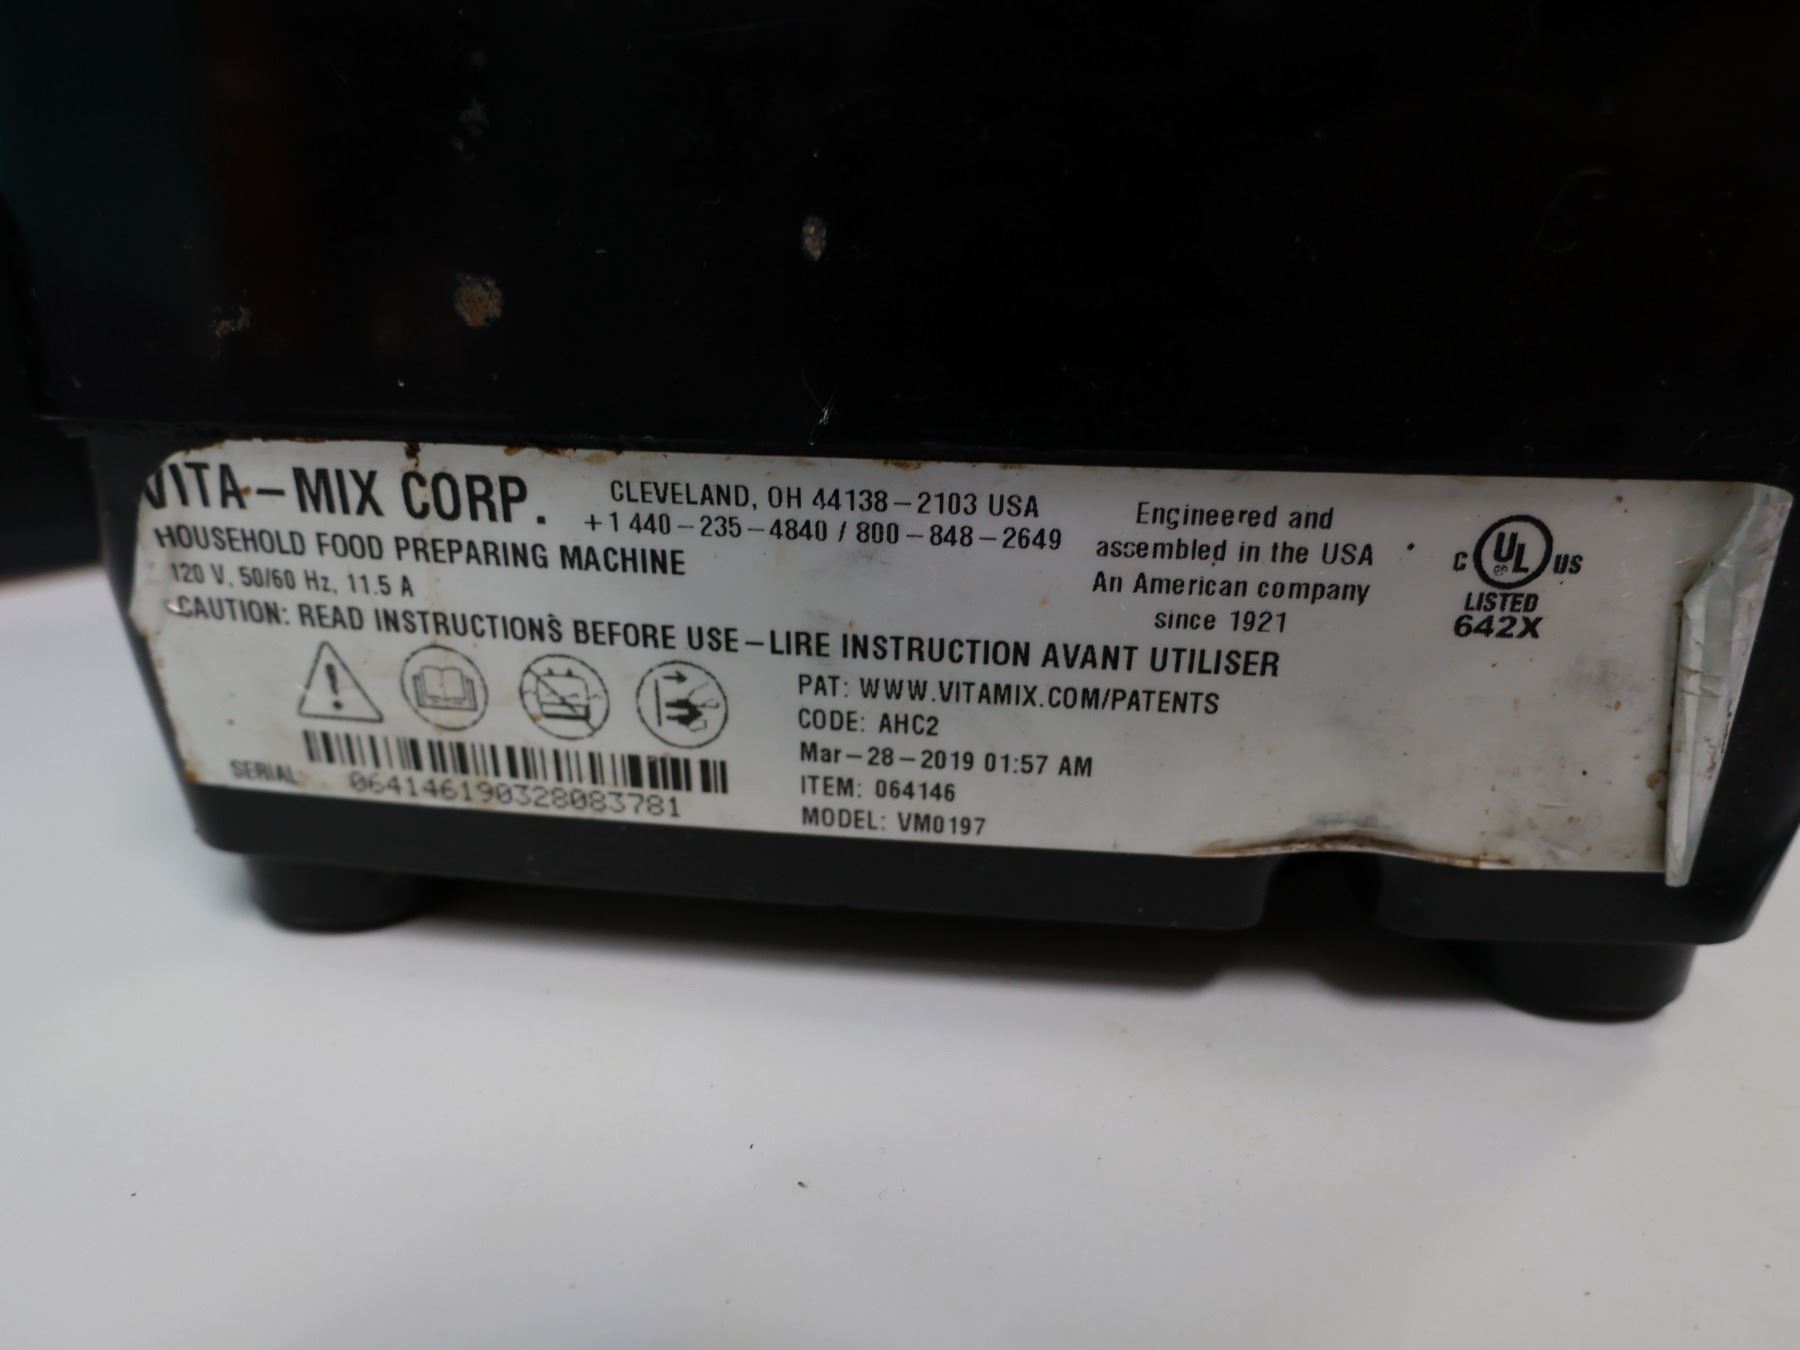 VITA-MIX CORP.
CLEVELAND, OH 44138-2103 USA
+1 440-235-4840 / 800-848-2649
HOUSEHOLD FOOD PREPARING MACHINE
120 V, 50/60 Hz, 11.5 A
CAUTION: READ INSTRUCTIONS BEFORE USE-LIRE INSTRUCTION AVANT UTILISER
Engineered and
assembled in the USA
An American company
since 1921
C UL US
LISTED
642X
PAT: WWW.VITAMIX.COM/PATENTS
CODE: AHC2
Mar-28-2019 01:57 AM
ITEM: 064146
MODEL: VM0197
SERIAL 064146190328083781